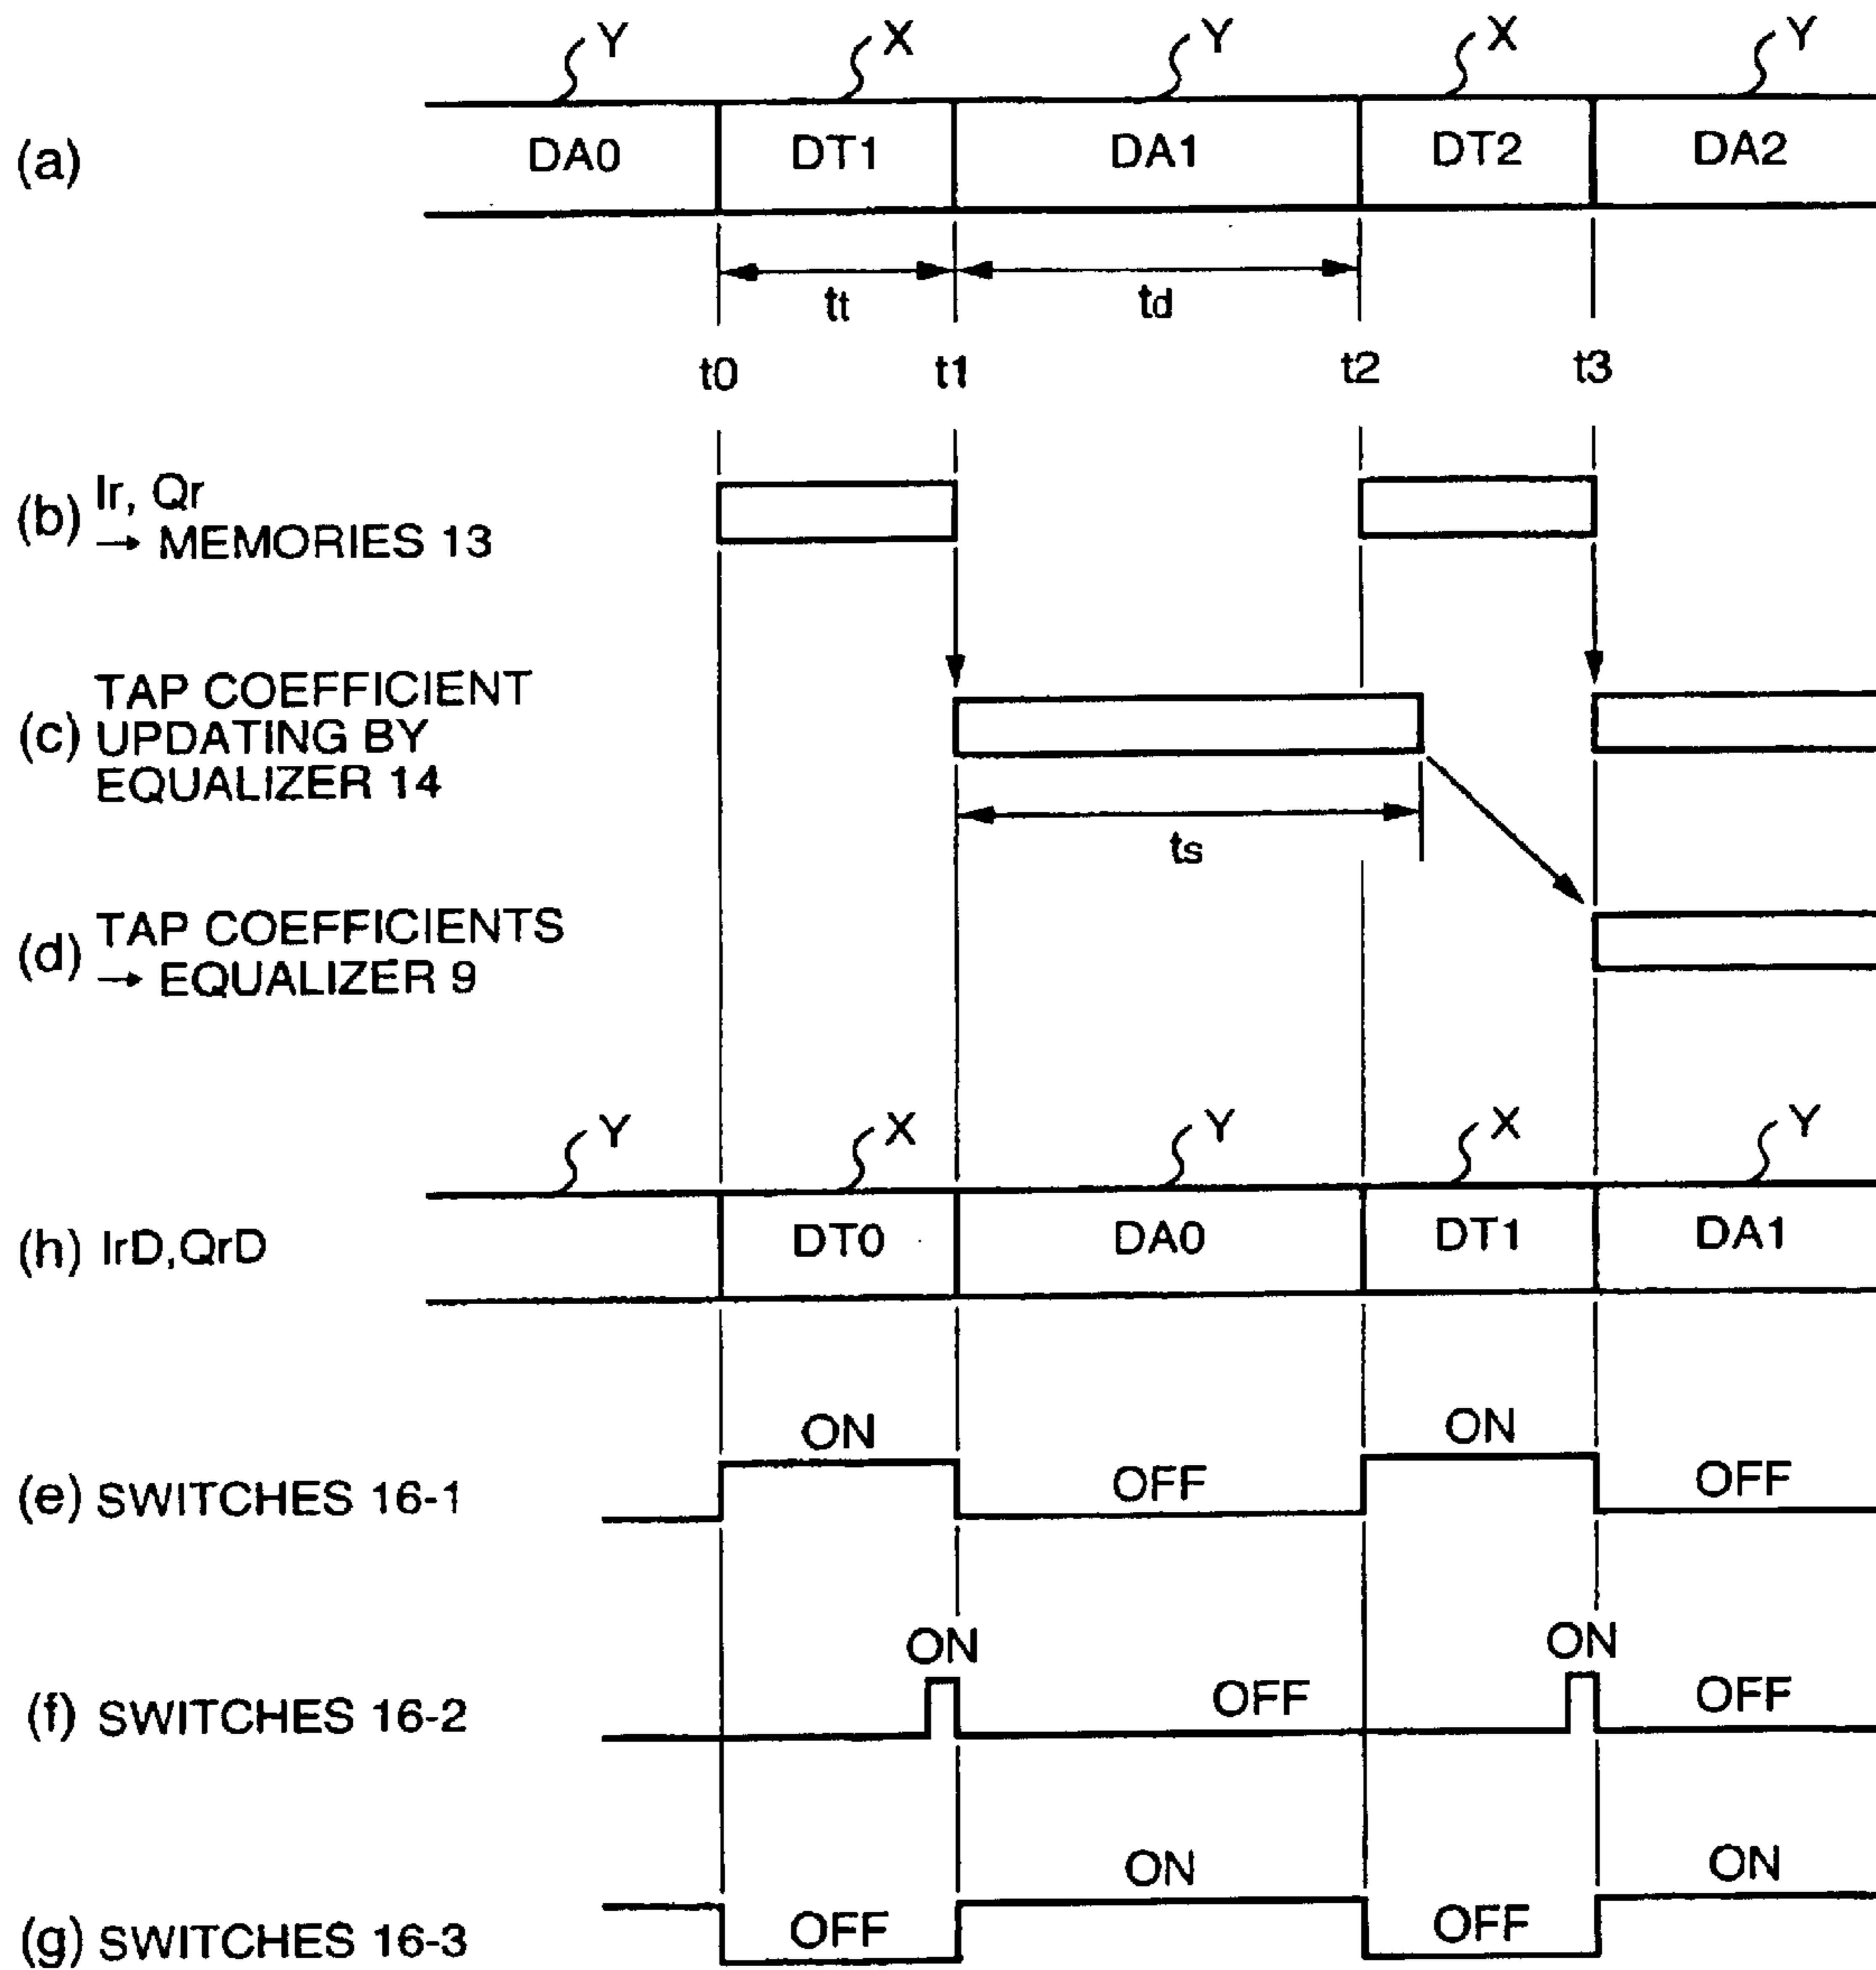 Y X Y X Y
(a) DA0 DT1 DA1 DT2 DA2
tt td
t0 t1 t2 t3
(b) Ir, Qr
→ MEMORIES 13
(c) TAP COEFFICIENT
UPDATING BY
EQUALIZER 14
ts
(d) TAP COEFFICIENTS
→ EQUALIZER 9
Y X Y X Y
(h) IrD,QrD DT0 DA0 DT1 DA1
ON ON
(e) SWITCHES 16-1 OFF OFF
ON ON
(f) SWITCHES 16-2 OFF OFF
ON ON
(g) SWITCHES 16-3 OFF OFF